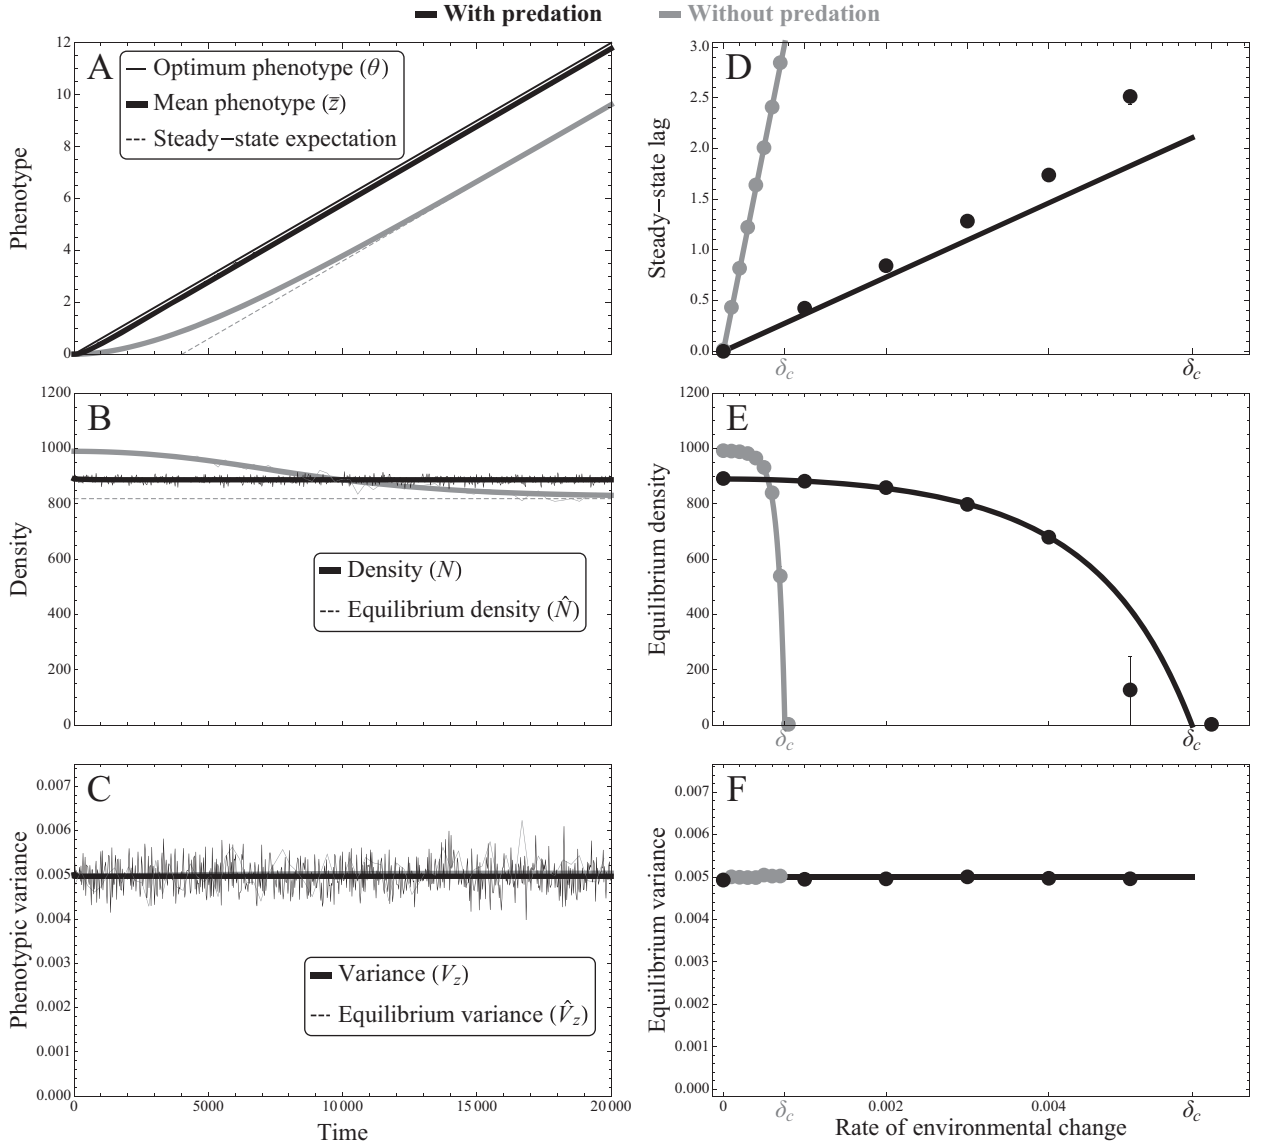 With predation
Without predation
A
Optimum phenotype (θ)
Mean phenotype (z̅)
Steady−state expectation
Phenotype
12
10
8
6
4
2
0
D
Steady−state lag
3.0
2.5
2.0
1.5
1.0
0.5
0.0
δc
δc
B
Density (N)
Equilibrium density (N̂)
Density
1200
1000
800
600
400
200
0
E
Equilibrium density
1200
1000
800
600
400
200
0
δc
δc
C
Variance (Vz)
Equilibrium variance (V̂z)
Phenotypic variance
0.007
0.006
0.005
0.004
0.003
0.002
0.001
0.000
0
5000
10 000
15 000
20 000
Time
F
Equilibrium variance
0.007
0.006
0.005
0.004
0.003
0.002
0.001
0.000
0
δc
0.002
0.004
δc
Rate of environmental change